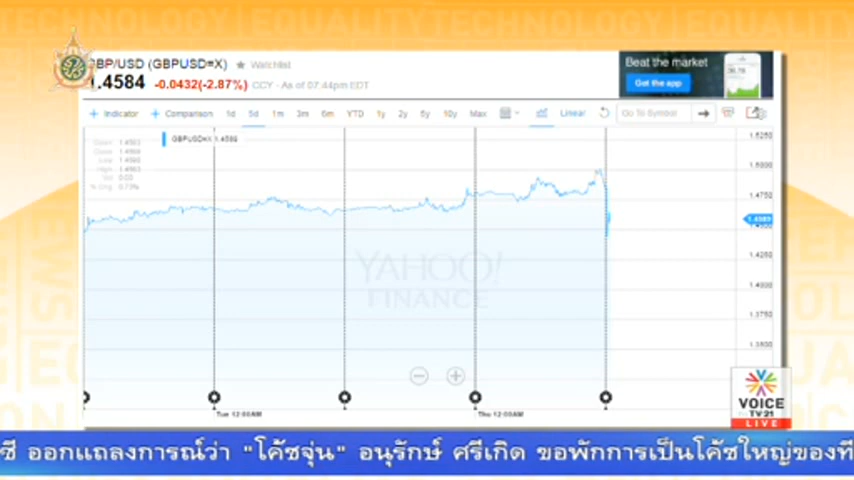 TECHNOLOGY | EQUALITY TECHNOLOGY | EQUALITY
GBP/USD (GBPUSD=X) ★ Watchlist
1.4584 -0.0432(-2.87%) CCY - As of 07:44pm EDT
Beat the market
Get the app
Indicator Comparison 1d 5d 1m 3m 6m YTD 1y 2y 5y 10y Max Linear Go To Symbol
GBPUSD=X
1.5250
1.5000
1.4750
1.4250
1.4000
1.3750
1.3500
YAHOO!
FINANCE
Tue 12:00AM
Thu 12:00AM
VOICE
TV 21
LIVE
ซี ออกแถลงการณ์ว่า "โค้ชจุ่น" อนุรักษ์ ศรีเกิด ขอพักการเป็นโค้ชใหญ่ของที